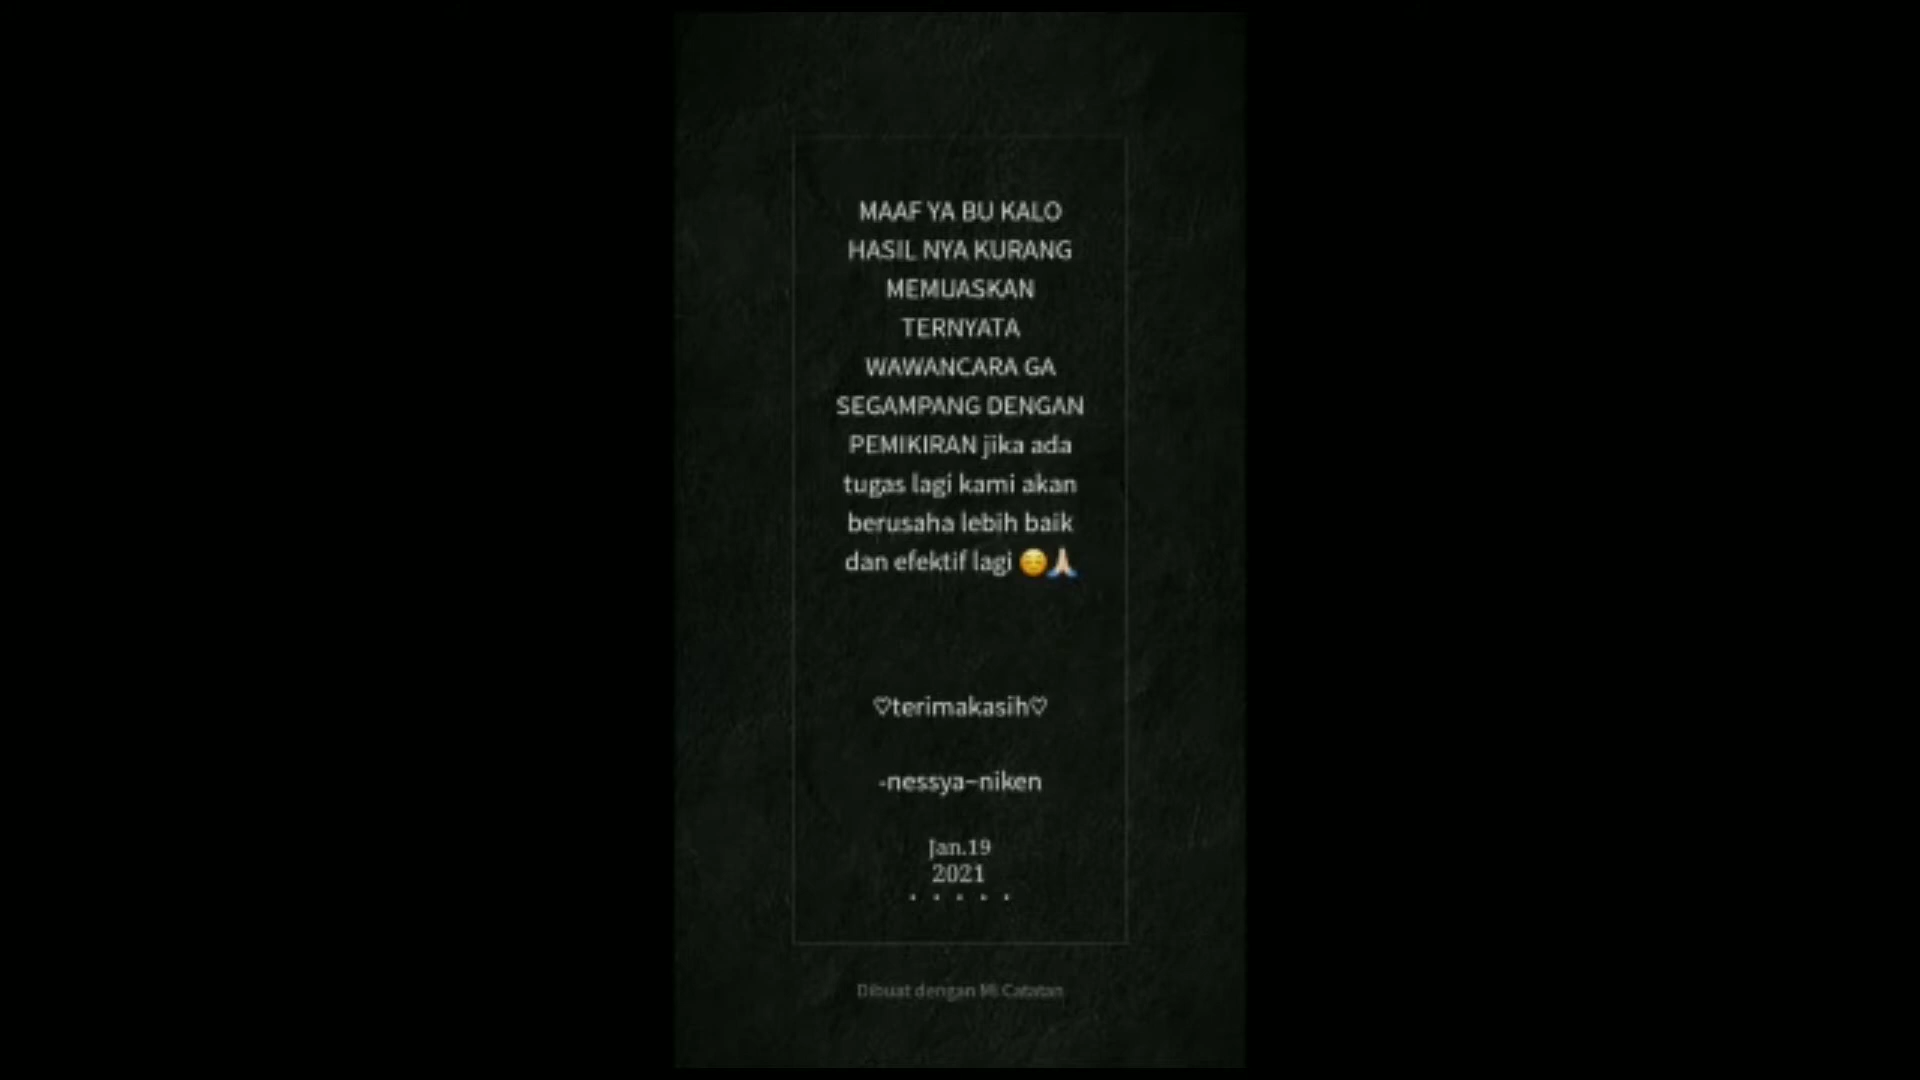 MAAF YA BU KALO
HASIL NYA KURANG
MEMUASKAN
TERNYATA
WAWANCARA GA
SEGAMPANG DENGAN
PEMIKIRAN jika ada
tugas lagi kami akan
berusaha lebih baik
dan efektif lagi ☺️🙏🏻
♡terimakasih♡
-nessya–niken
Jan.19
2021
• • • • •
Dibuat dengan Mi Catatan